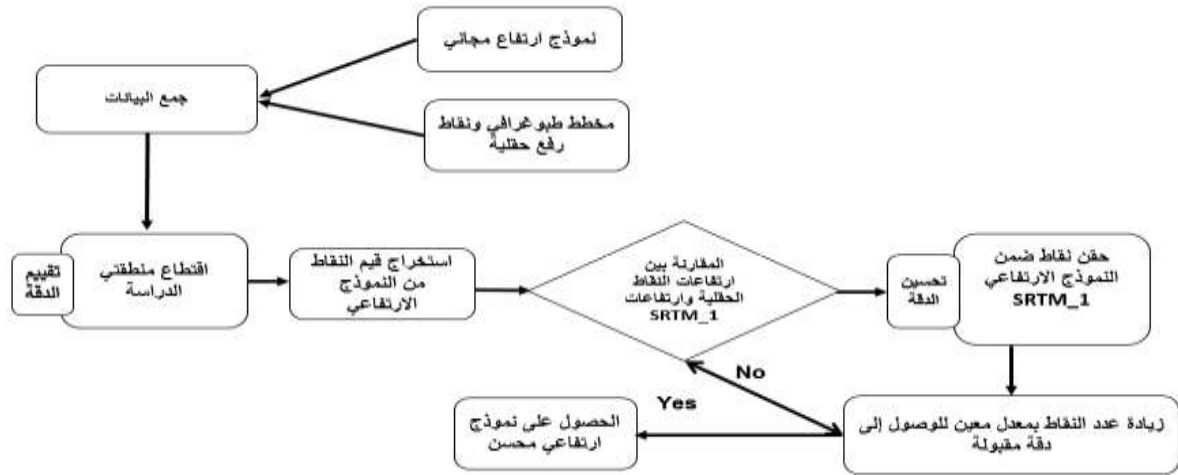 نموذج ارتفاع مجاني
جمع البيانات
مخطط طبوغرافي ونقاط
رفع حقلية
تقييم
الدقة
اقتطاع منطقتي
الدراسة
استخراج قيم النقاط
من النموذج
الارتفاعي
المقارنة بين
ارتفاعات النقاط
الحقلية وارتفاعات
SRTM_1
تحسين
الدقة
حقن نقاط ضمن
النموذج الارتفاعي
SRTM_1
No
Yes
زيادة عدد النقاط بمعدل معين للوصول إلى
دقة مقبولة
الحصول على نموذج
ارتفاعي محسن